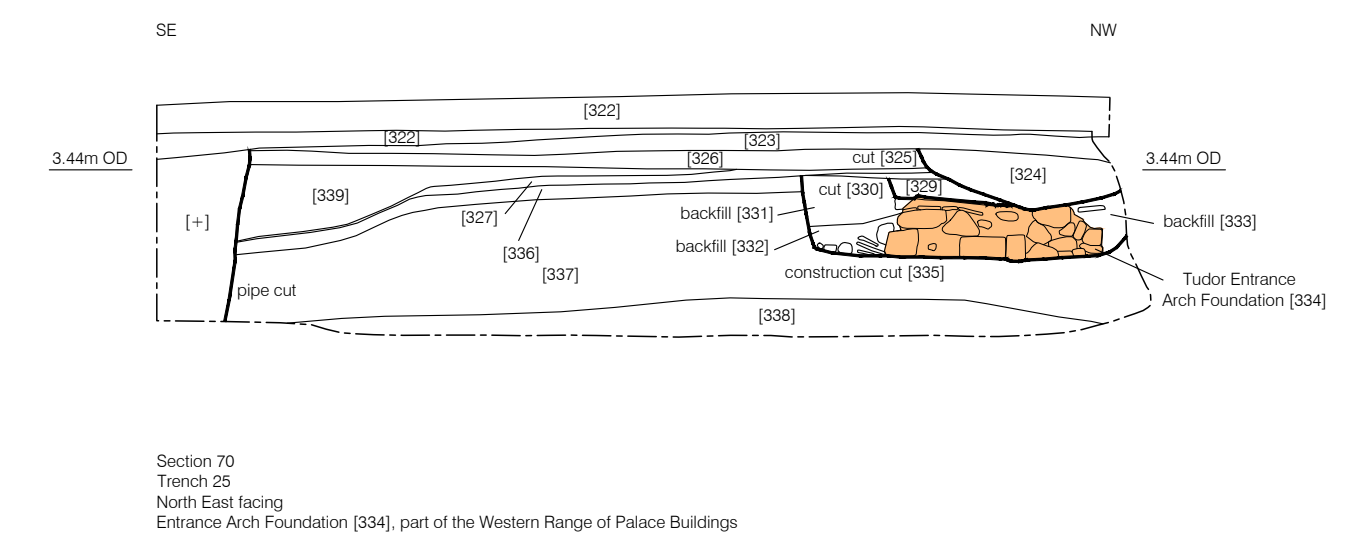 SE
NW
[322]
[322]
[323]
3.44m OD
3.44m OD
[326]
cut [325]
[324]
[339]
cut [330]
[329]
[+]
[327]
backfill [331]
backfill [333]
[336]
backfill [332]
[337]
construction cut [335]
pipe cut
Tudor Entrance
Arch Foundation [334]
[338]
Section 70
Trench 25
North East facing
Entrance Arch Foundation [334], part of the Western Range of Palace Buildings